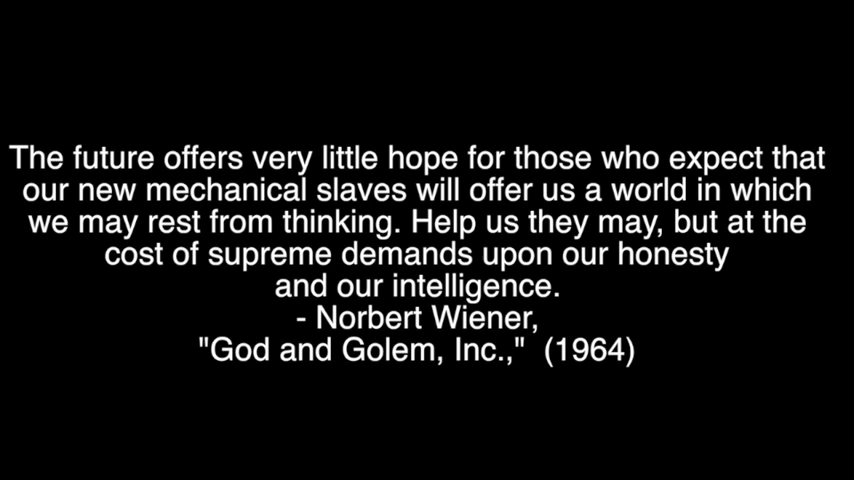 The future offers very little hope for those who expect that
our new mechanical slaves will offer us a world in which
we may rest from thinking. Help us they may, but at the
cost of supreme demands upon our honesty
and our intelligence.
- Norbert Wiener,
"God and Golem, Inc.,"  (1964)